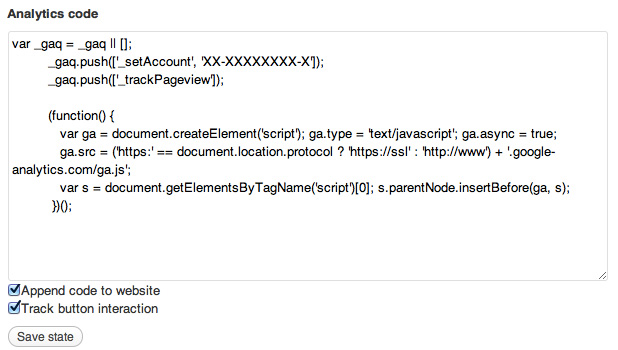 Analytics code
var _gaq = _gaq || [];
_gaq.push(['_setAccount', 'XX-XXXXXXXX-X']);
_gaq.push(['_trackPageview']);
(function() {
var ga = document.createElement('script'); ga.type = 'text/javascript'; ga.async = true;
ga.src = ('https:' == document.location.protocol ? 'https://ssl' : 'http://www') + '.google-
analytics.com/ga.js';
var s = document.getElementsByTagName('script')[0]; s.parentNode.insertBefore(ga, s);
})();
Append code to website
Track button interaction
Save state